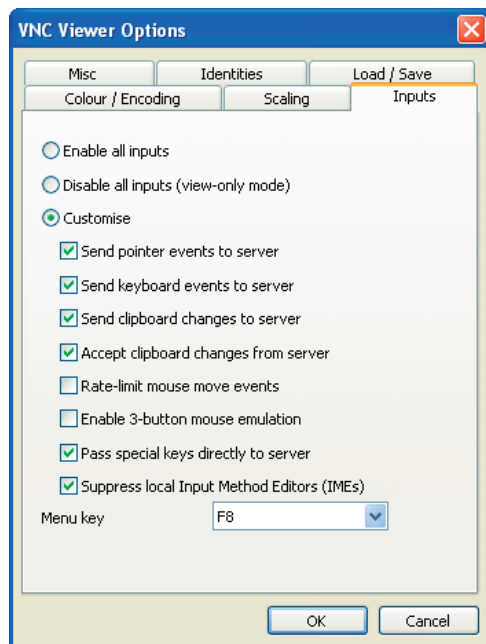 VNC Viewer Options
Misc Identities Load / Save
Colour / Encoding Scaling Inputs
Enable all inputs
Disable all inputs (view-only mode)
Customise
Send pointer events to server
Send keyboard events to server
Send clipboard changes to server
Accept clipboard changes from server
Rate-limit mouse move events
Enable 3-button mouse emulation
Pass special keys directly to server
Suppress local Input Method Editors (IMEs)
Menu key F8
OK Cancel